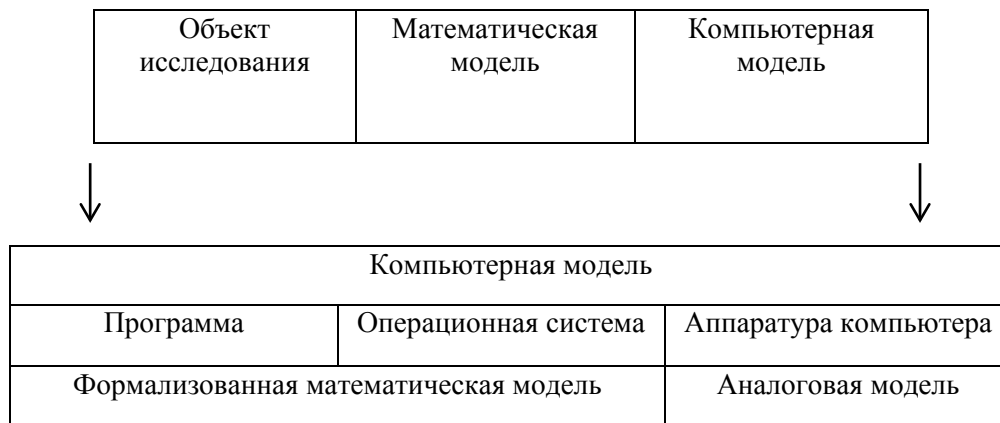 Объект Математическая Компьютерная
исследования модель модель
Компьютерная модель
Программа Операционная система Аппаратура компьютера
Формализованная математическая модель Аналоговая модель